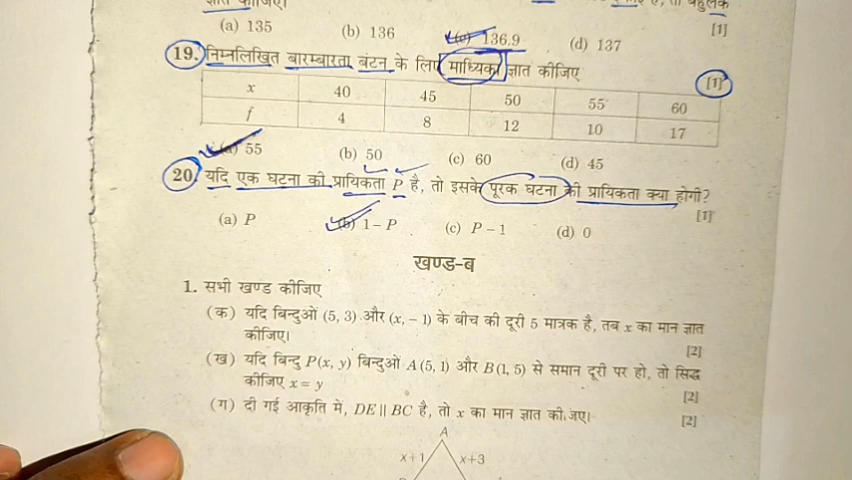 ज्ञात कीजिए।
बहुलक
(a) 135 (b) 136 (c) 136.9 (d) 137 [1]
19. निम्नलिखित बारम्बारता बंटन के लिए माध्यिका ज्ञात कीजिए [1]
x 40 45 50 55 60
f 4 8 12 10 17
(a) 55 (b) 50 (c) 60 (d) 45
20. यदि एक घटना की प्रायिकता P है, तो इसके पूरक घटना की प्रायिकता क्या होगी? [1]
(a) P (b) 1 – P (c) P – 1 (d) 0
खण्ड-ब
1. सभी खण्ड कीजिए
(क) यदि बिन्दुओं (5, 3) और (x, – 1) के बीच की दूरी 5 मात्रक है, तब x का मान ज्ञात
कीजिए। [2]
(ख) यदि बिन्दु P(x, y) बिन्दुओं A(5, 1) और B(1, 5) से समान दूरी पर हो, तो सिद्ध
कीजिए x = y [2]
(ग) दी गई आकृति में, DE || BC है, तो x का मान ज्ञात कीजिए। [2]
A
x+1 x+3